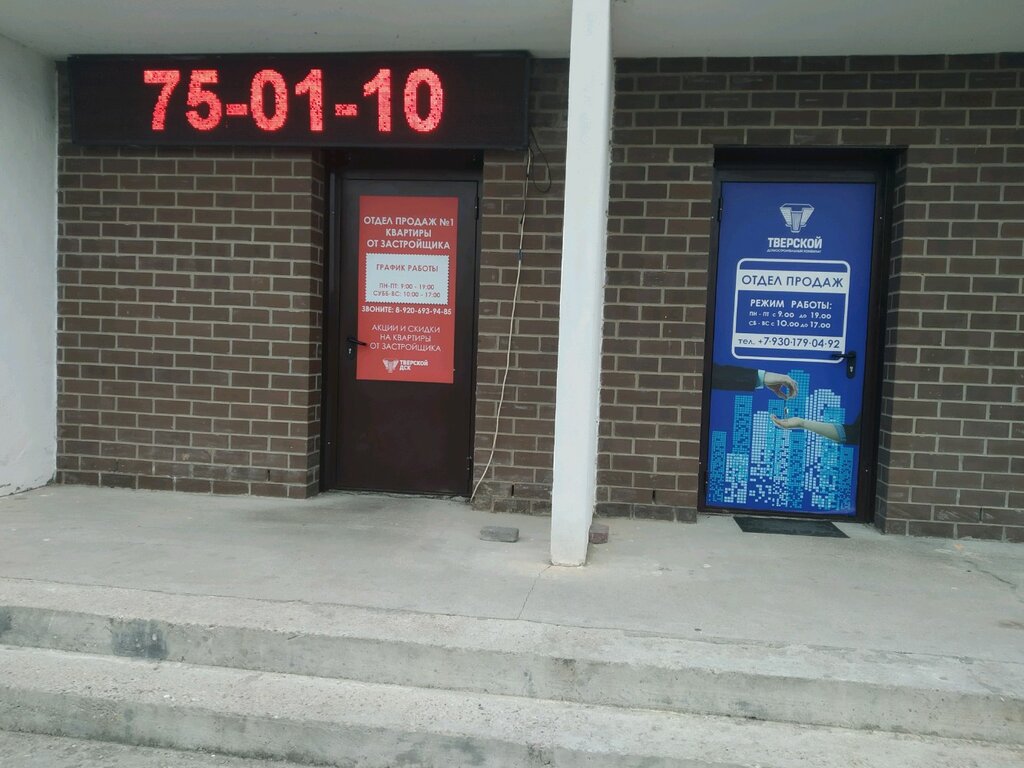 75-01-10
ОТДЕЛ ПРОДАЖ №1
КВАРТИРЫ
ОТ ЗАСТРОЙЩИКА
ГРАФИК РАБОТЫ
ПН-ПТ: 9:00 - 19:00
СУББ-ВС: 10:00 - 17:00
ЗВОНИТЕ: 8-920-693-94-85
АКЦИИ И СКИДКИ
НА КВАРТИРЫ
ОТ ЗАСТРОЙЩИКА
ТВЕРСКОЙ
ДСК
ТВЕРСКОЙ
ДОМОСТРОИТЕЛЬНЫЙ КОМБИНАТ
ОТДЕЛ ПРОДАЖ
РЕЖИМ РАБОТЫ:
ПН - ПТ с 9.00 до 19.00
СБ - ВС с 10.00 до 17.00
тел. +7-930-179-04-92